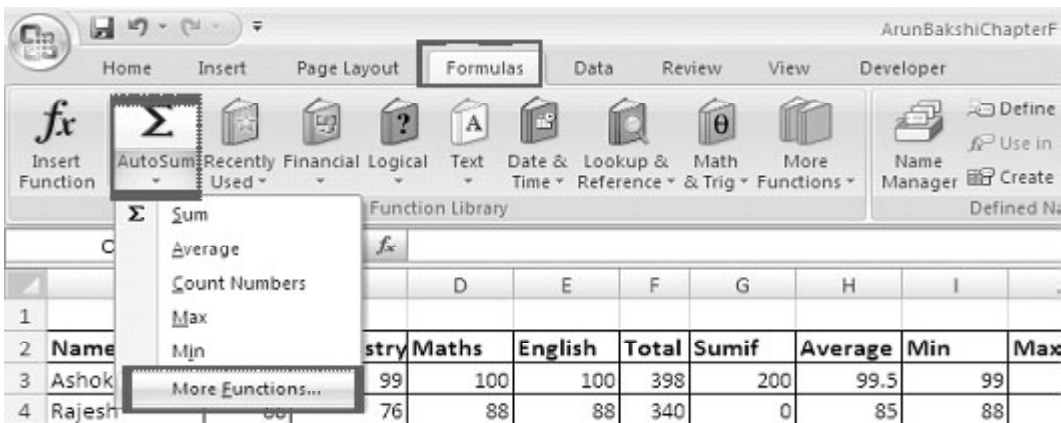 ArunBakshiChapterF
Home Insert Page Layout Formulas Data Review View Developer
fx Σ ? A θ
Insert Function
AutoSum
Recently Used
Financial
Logical
Text
Date & Time
Lookup & Reference
Math & Trig
More Functions
Name Manager
Define
Use in
Create
Function Library
Defined Na
Σ Sum
Average
Count Numbers
Max
Min
More Functions...
fx
D E F G H I
1
2 Name stry Maths English Total Sumif Average Min Max
3 Ashok 99 100 100 398 200 99.5 99
4 Rajesh 76 88 88 340 0 85 88